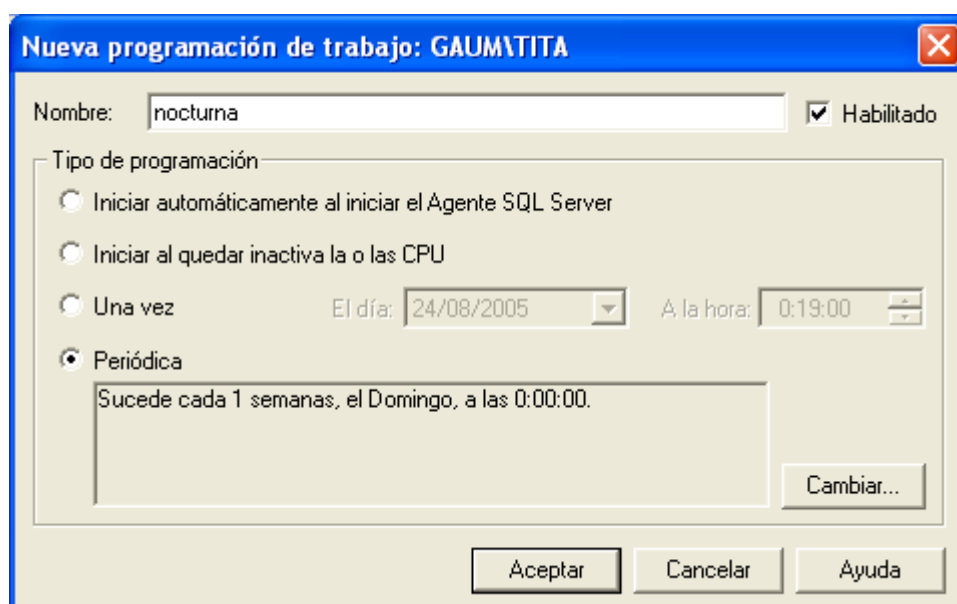 Nueva programación de trabajo: GAUM\TITA
Nombre: nocturna Habilitado
Tipo de programación
Iniciar automáticamente al iniciar el Agente SQL Server
Iniciar al quedar inactiva la o las CPU
Una vez El día: 24/08/2005 A la hora: 0:19:00
Periódica
Sucede cada 1 semanas, el Domingo, a las 0:00:00.
Cambiar...
Aceptar Cancelar Ayuda